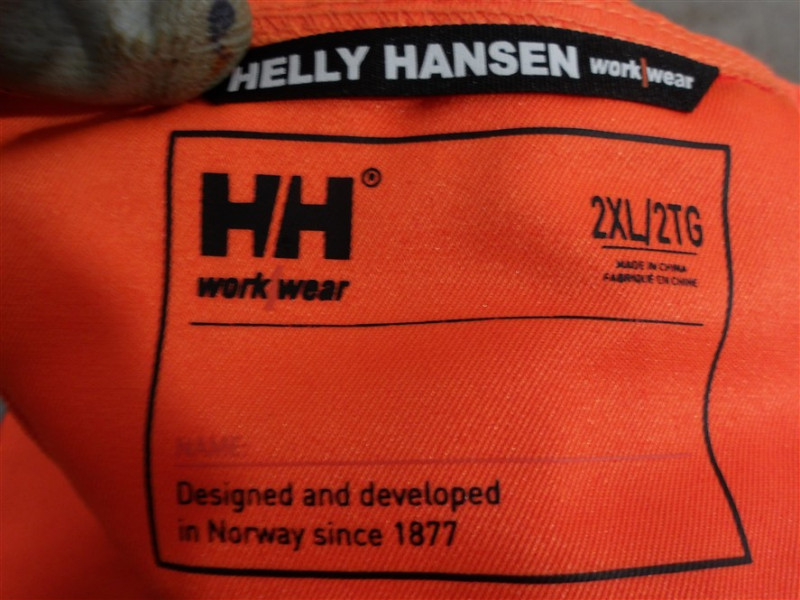 HELLY HANSEN work wear
HH®
work wear
2XL/2TG
MADE IN CHINA
FABRIQUÉ EN CHINE
NAME:
Designed and developed
in Norway since 1877